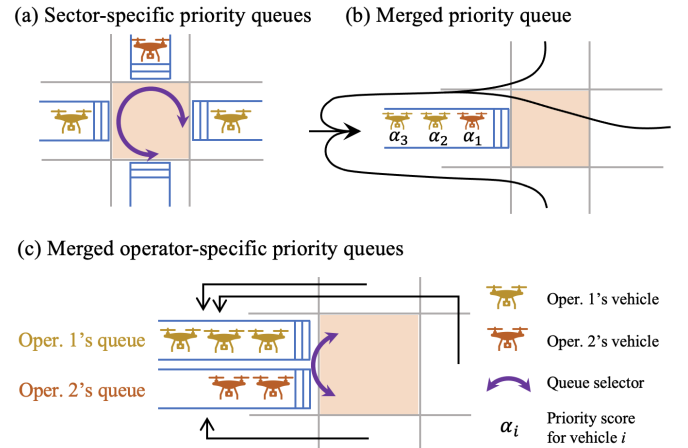 (a) Sector-specific priority queues
(b) Merged priority queue
α₃ α₂ α₁
(c) Merged operator-specific priority queues
Oper. 1's queue
Oper. 2's queue
Oper. 1's vehicle
Oper. 2's vehicle
Queue selector
αᵢ Priority score
for vehicle i